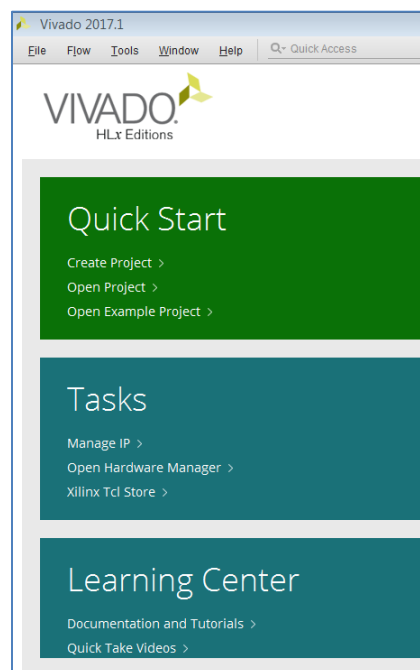 Vivado 2017.1
File Flow Tools Window Help Quick Access
VIVADO.
HLx Editions
Quick Start
Create Project >
Open Project >
Open Example Project >
Tasks
Manage IP >
Open Hardware Manager >
Xilinx Tcl Store >
Learning Center
Documentation and Tutorials >
Quick Take Videos >